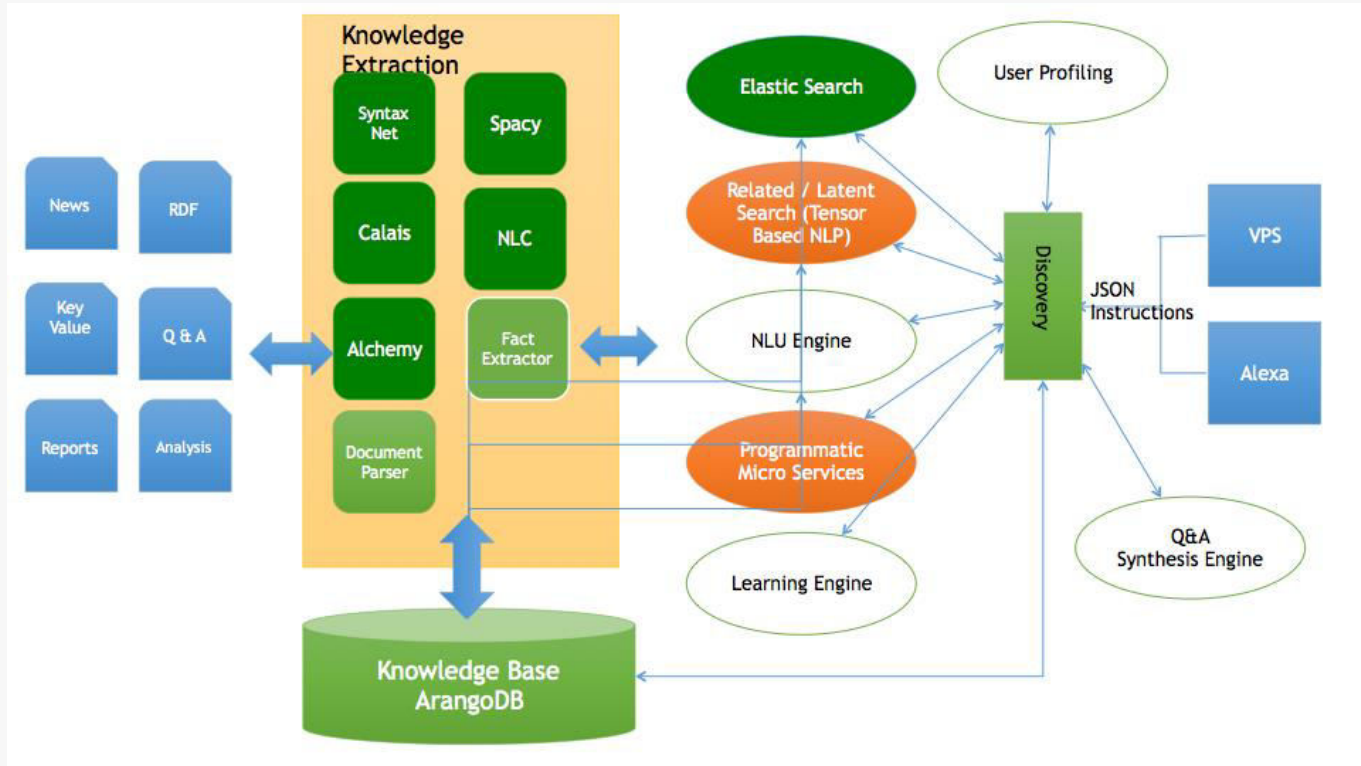 Knowledge
Extraction
Syntax
Net
Spacy
Calais
NLC
Alchemy
Fact
Extractor
Document
Parser
News
RDF
Key
Value
Q & A
Reports
Analysis
Elastic Search
Related / Latent
Search (Tensor
Based NLP)
NLU Engine
Programmatic
Micro Services
Learning Engine
User Profiling
Discovery
JSON
Instructions
VPS
Alexa
Q&A
Synthesis Engine
Knowledge Base
ArangoDB